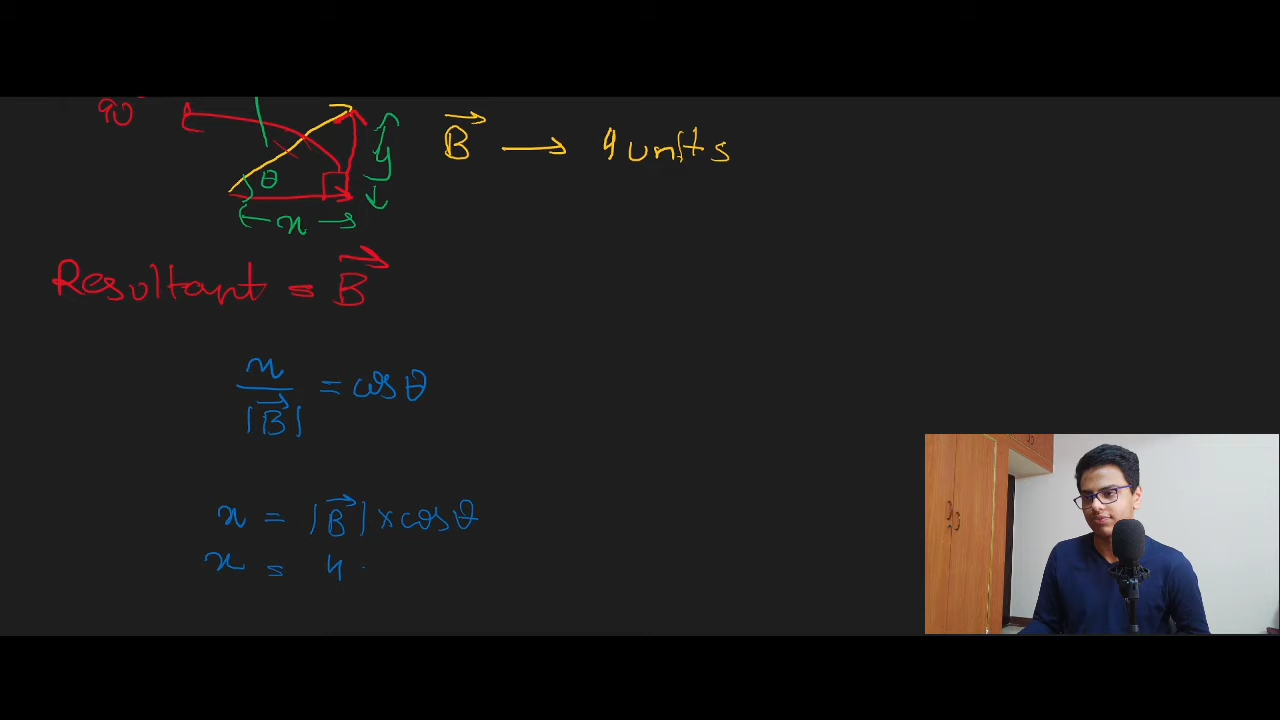 90°
B → 4 units
θ
y
x
Resultant = B
x
|B| = cos θ
x = |B| × cos θ
x = 4